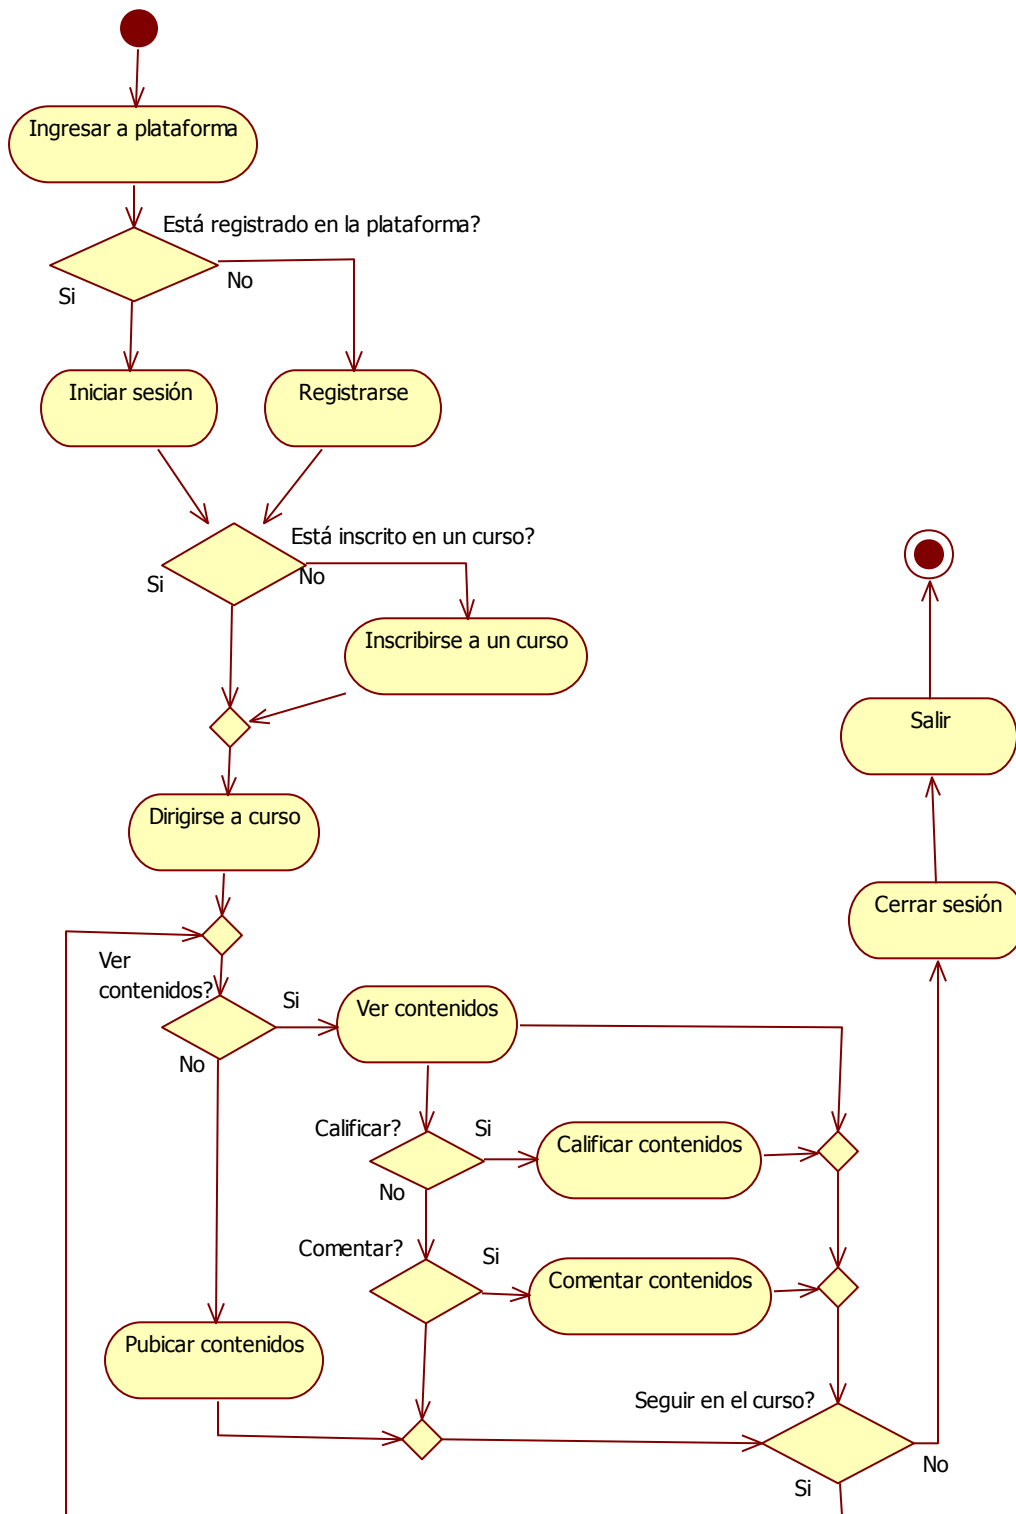 Ingresar a plataforma
Está registrado en la plataforma?
No
Si
Iniciar sesión
Registrarse
Está inscrito en un curso?
No
Si
Inscribirse a un curso
Salir
Dirigirse a curso
Cerrar sesión
Ver
contenidos?
Si
Ver contenidos
No
Calificar?
Si
Calificar contenidos
No
Comentar?
Si
Comentar contenidos
Pubicar contenidos
Seguir en el curso?
No
Si